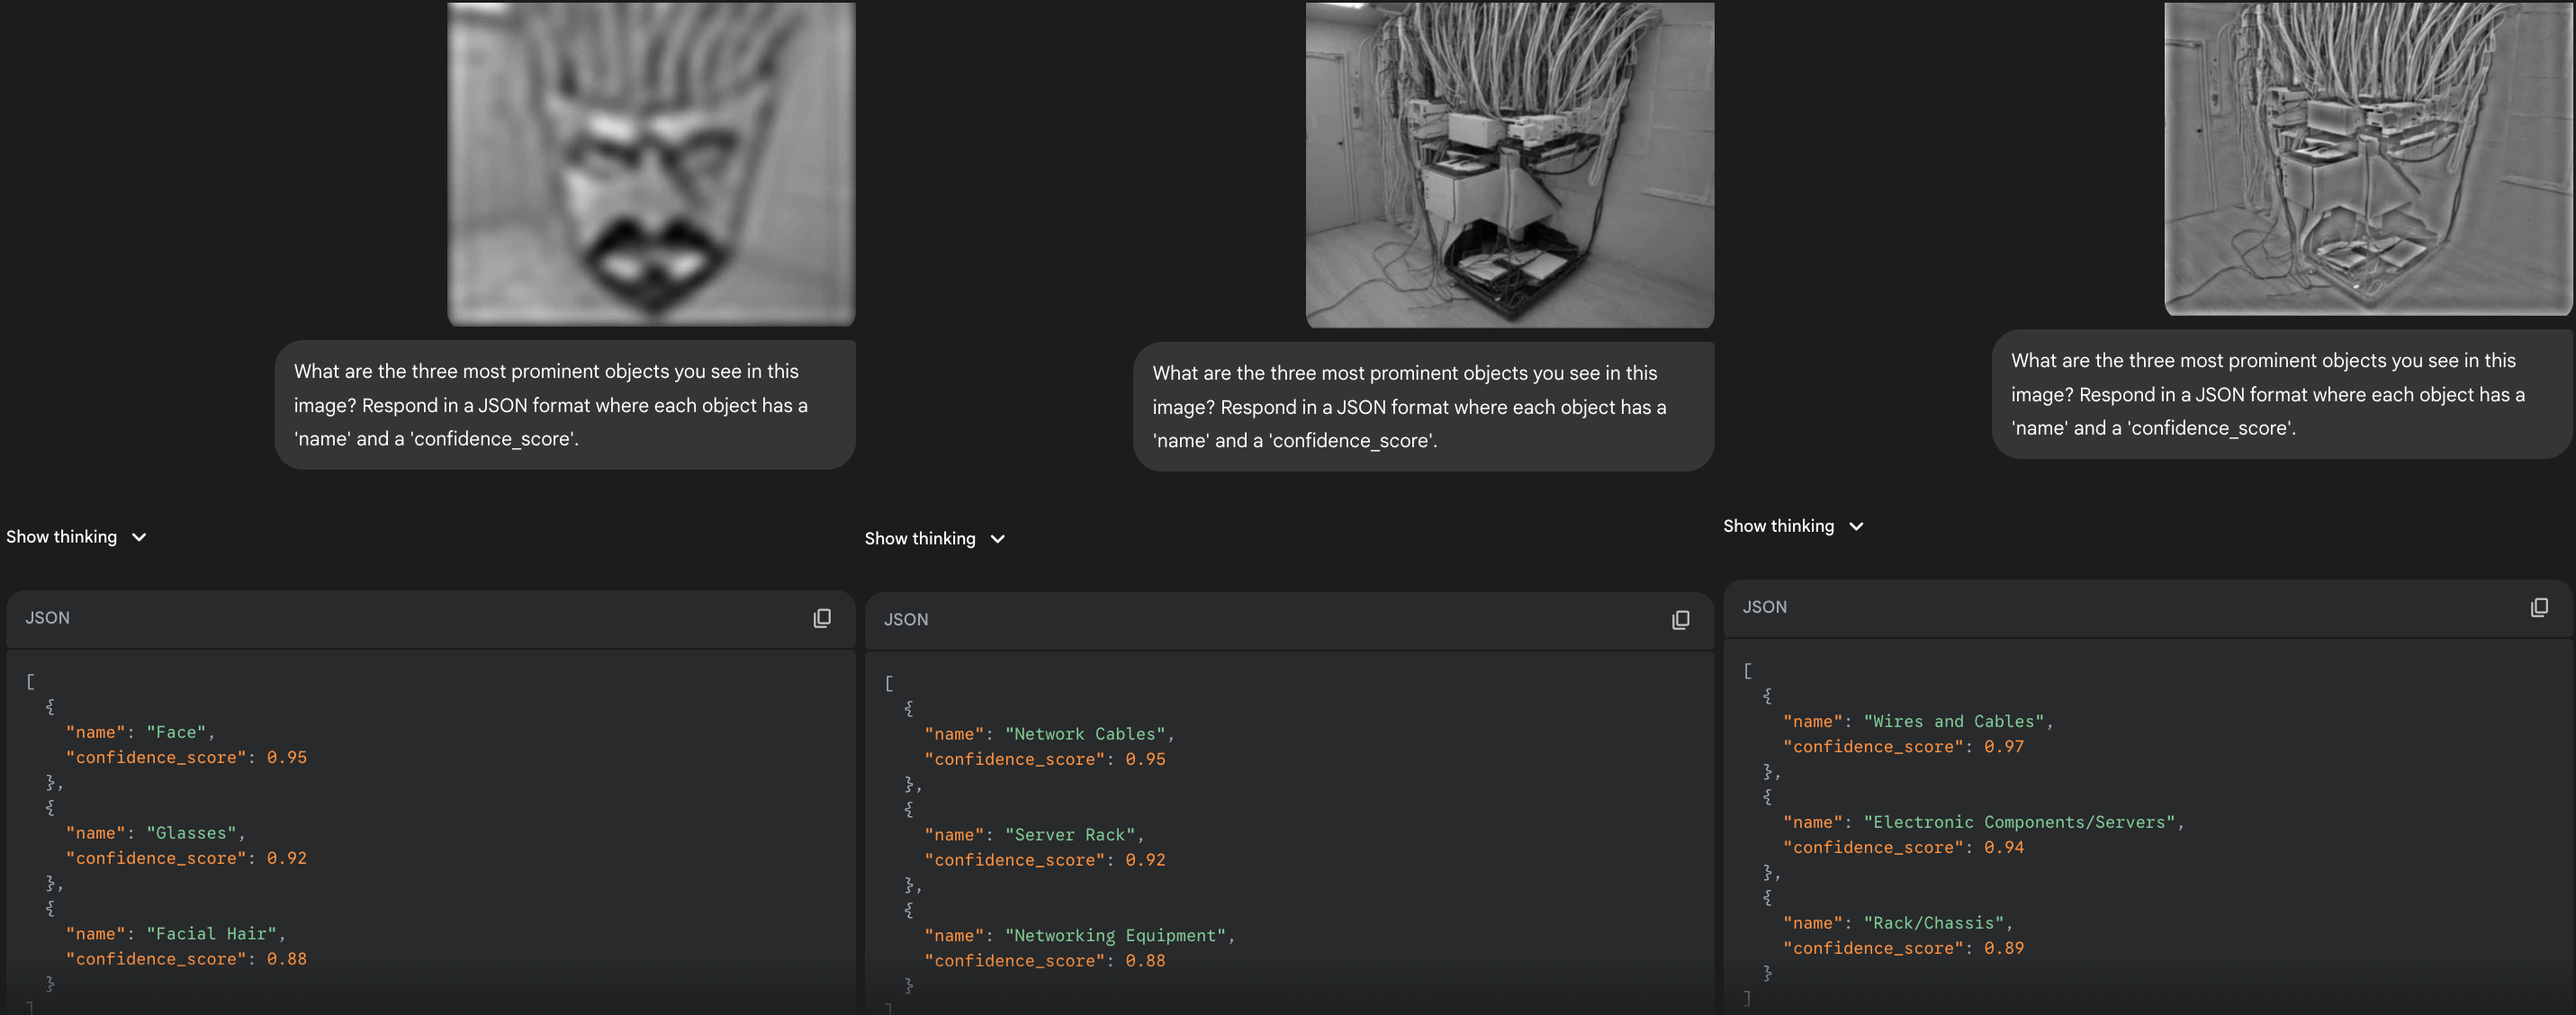 What are the three most prominent objects you see in this
image? Respond in a JSON format where each object has a
'name' and a 'confidence_score'.
Show thinking
JSON
[
{
"name": "Face",
"confidence_score": 0.95
},
{
"name": "Glasses",
"confidence_score": 0.92
},
{
"name": "Facial Hair",
"confidence_score": 0.88
}
]
What are the three most prominent objects you see in this
image? Respond in a JSON format where each object has a
'name' and a 'confidence_score'.
Show thinking
JSON
[
{
"name": "Network Cables",
"confidence_score": 0.95
},
{
"name": "Server Rack",
"confidence_score": 0.92
},
{
"name": "Networking Equipment",
"confidence_score": 0.88
}
]
What are the three most prominent objects you see in this
image? Respond in a JSON format where each object has a
'name' and a 'confidence_score'.
Show thinking
JSON
[
{
"name": "Wires and Cables",
"confidence_score": 0.97
},
{
"name": "Electronic Components/Servers",
"confidence_score": 0.94
},
{
"name": "Rack/Chassis",
"confidence_score": 0.89
}
]